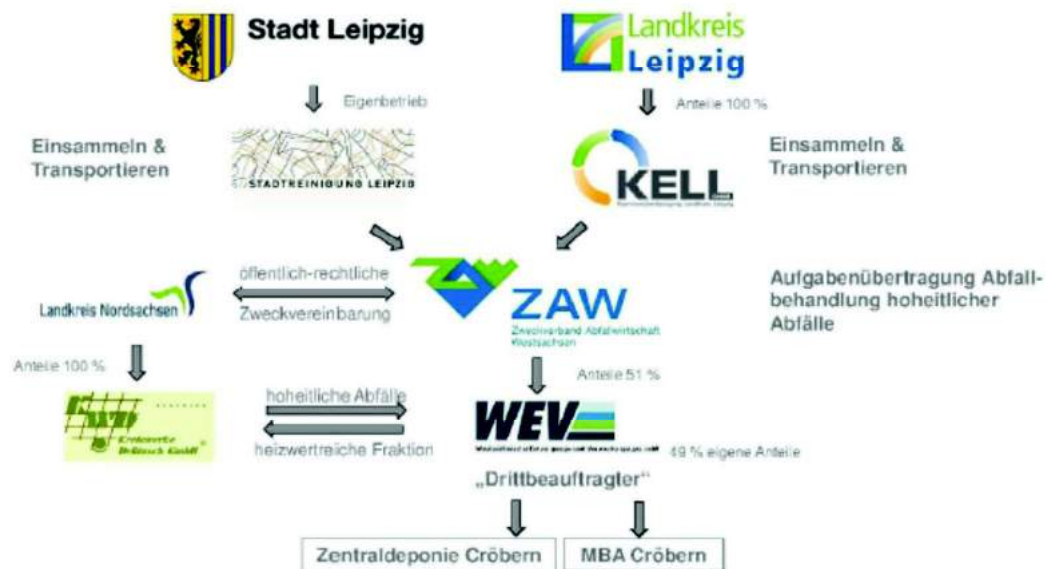 Stadt Leipzig
Landkreis
Leipzig
Eigenbetrieb
Anteile 100 %
Einsammeln &
Transportieren
STADTREINIGUNG LEIPZIG
KELL
Einsammeln &
Transportieren
öffentlich-rechtliche
Zweckvereinbarung
Landkreis Nordsachsen
ZAW
Zweckverband Abfallwirtschaft
Westsachsen
Aufgabenübertragung Abfall-
behandlung hoheitlicher
Abfälle
Anteile 100 %
Anteile 51 %
Kreiswerke
Delitzsch GmbH
hoheitliche Abfälle
heizwertreiche Fraktion
WEV
49 % eigene Anteile
„Drittbeauftragter“
Zentraldeponie Cröbern
MBA Cröbern